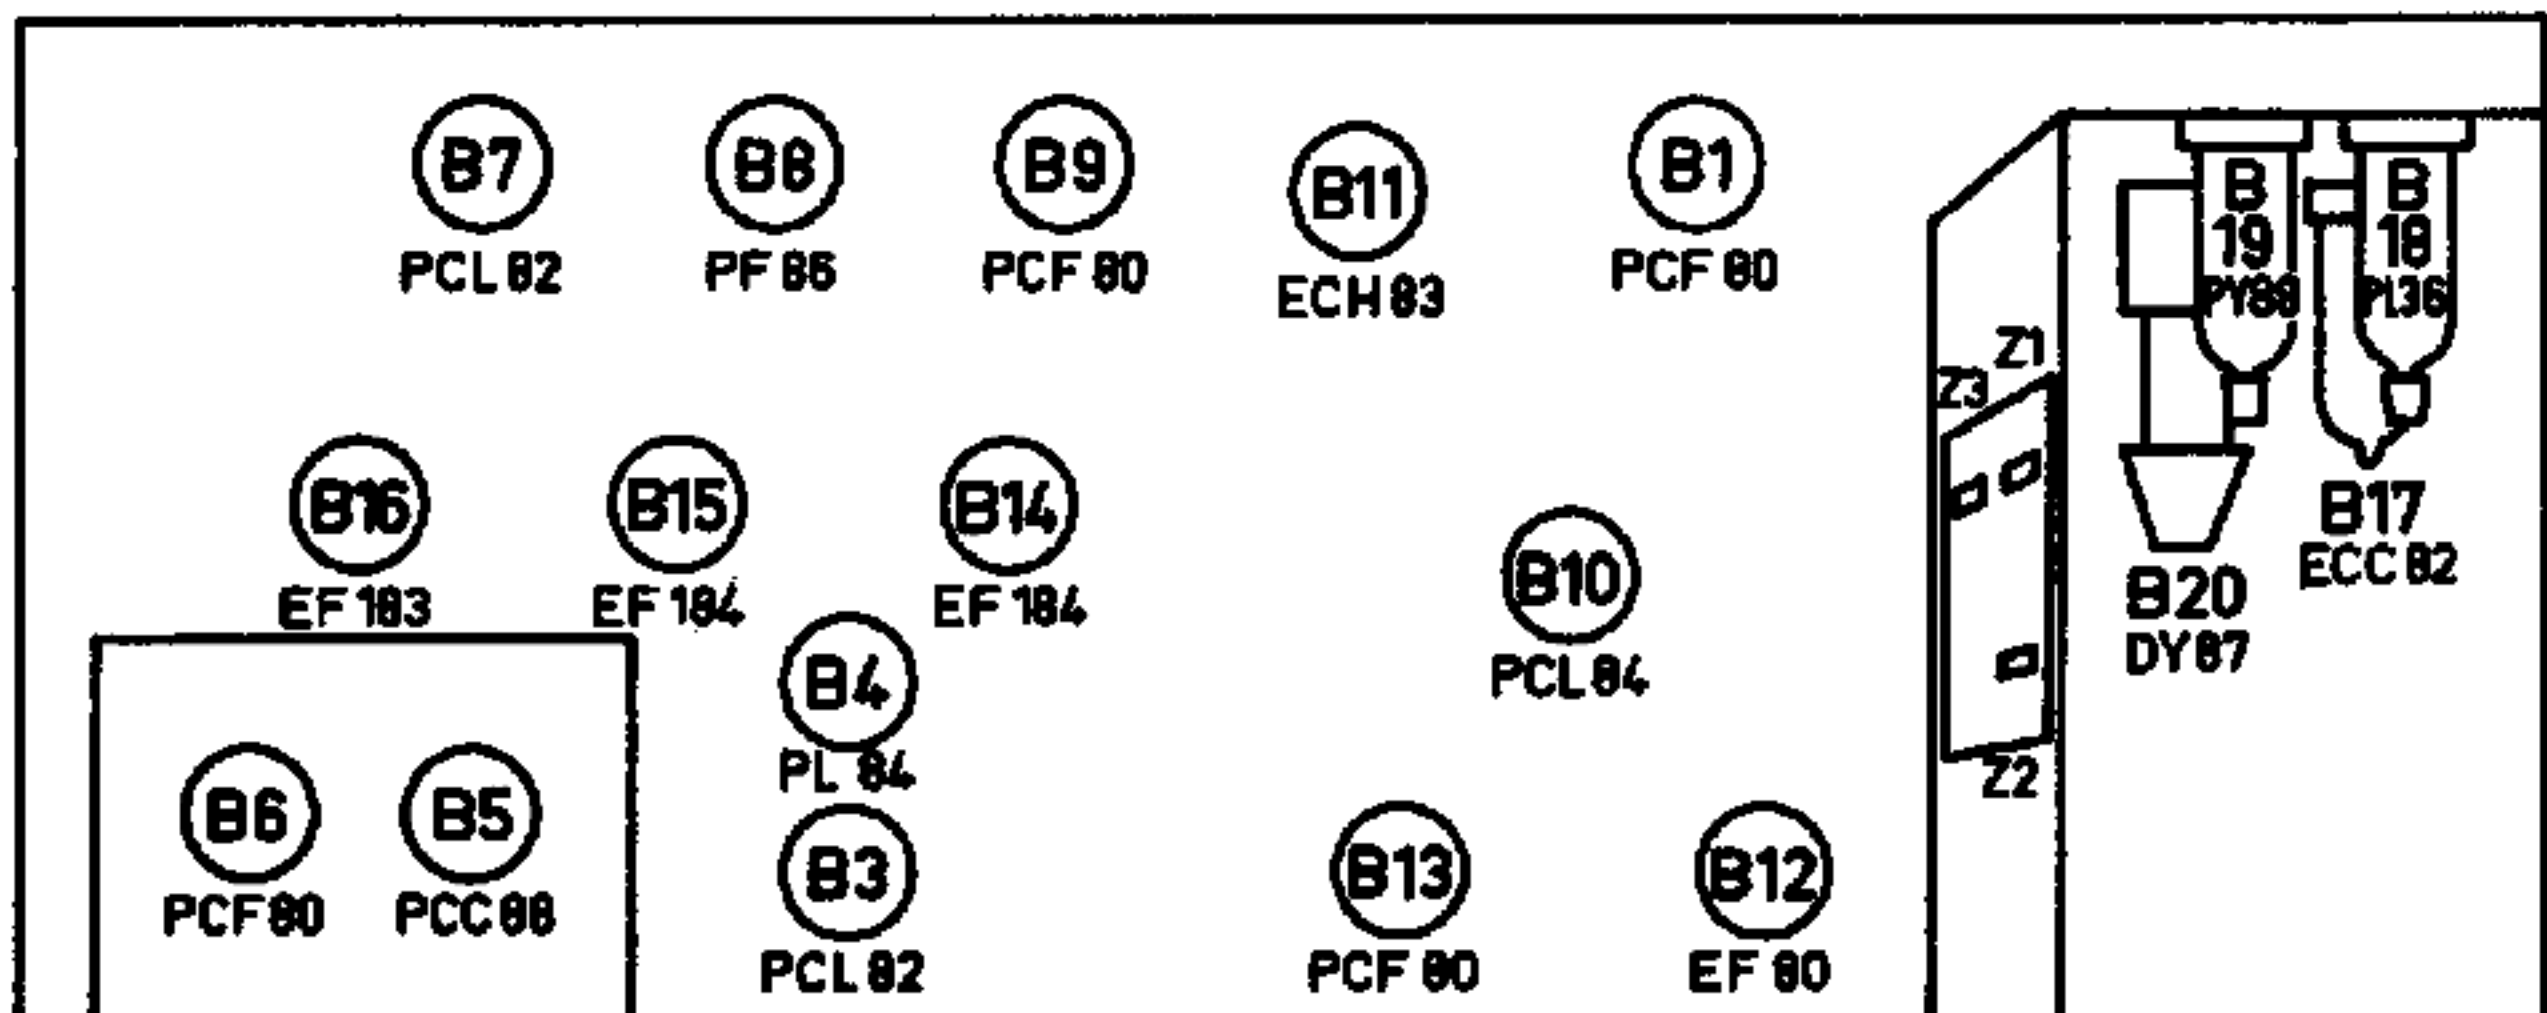 B7
PCL 82
B8
PF 86
B9
PCF 80
B11
ECH 83
B1
PCF 80
B
19
PY88
B
18
PL36
Z1
Z3
B16
EF 183
B15
EF 184
B14
EF 184
B10
PCL 84
B17
ECC 82
B20
DY 87
B4
PL 84
Z2
B6
PCF 80
B5
PCC 88
B3
PCL 82
B13
PCF 80
B12
EF 80